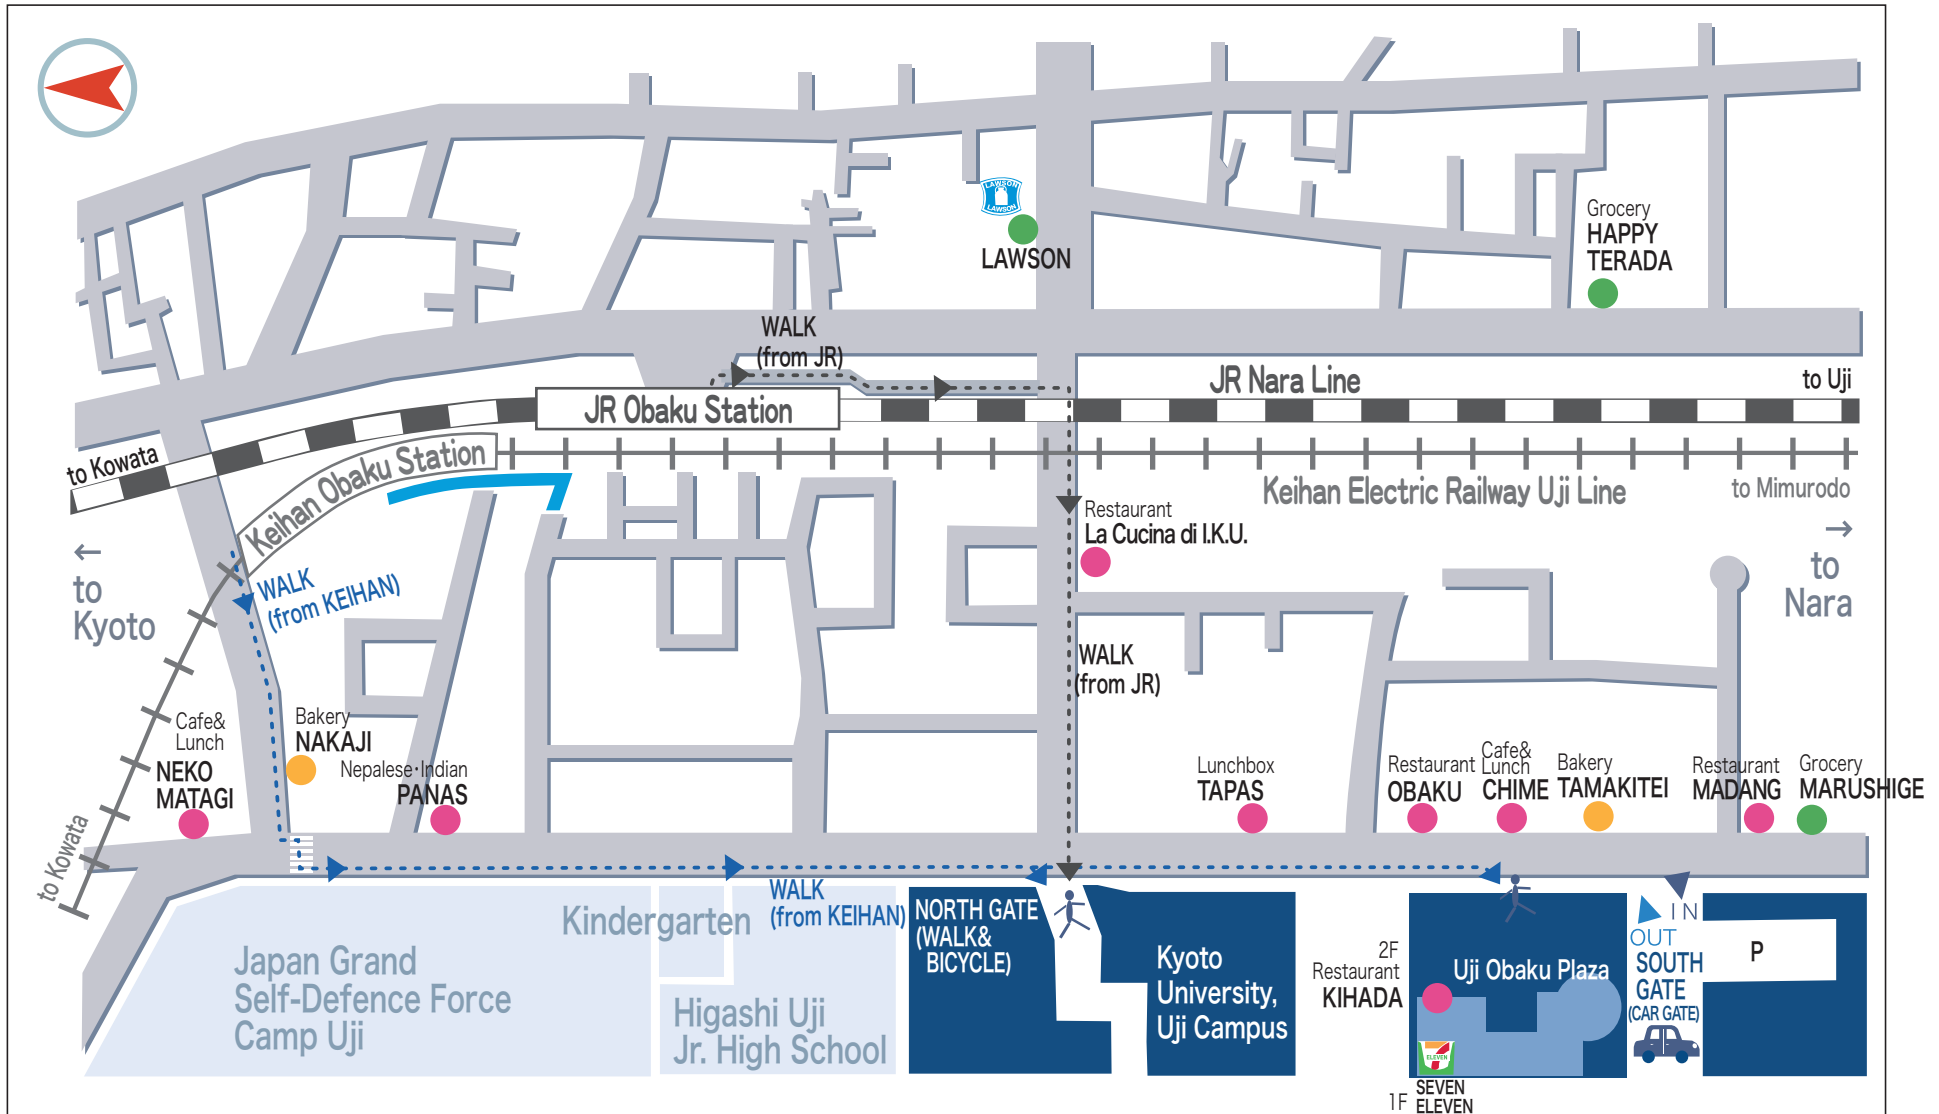 LAWSON
LAWSON
LAWSON
Grocery
HAPPY
TERADA
WALK
(from JR)
JR Nara Line
to Uji
JR Obaku Station
to Kowata
Keihan Obaku Station
Keihan Electric Railway Uji Line
to Mimurodo
←
to
Kyoto
→
to
Nara
Restaurant
La Cucina di I.K.U.
WALK
(from KEIHAN)
WALK
(from JR)
Cafe&
Lunch
NEKO
MATAGI
Bakery
NAKAJI
Nepalese·Indian
PANAS
Lunchbox
TAPAS
Restaurant
OBAKU
Cafe&
Lunch
CHIME
Bakery
TAMAKITEI
Restaurant
MADANG
Grocery
MARUSHIGE
to Kowata
WALK
(from KEIHAN)
Kindergarten
Japan Grand
Self-Defence Force
Camp Uji
Higashi Uji
Jr. High School
NORTH GATE
(WALK&
BICYCLE)
Kyoto
University,
Uji Campus
2F
Restaurant
KIHADA
Uji Obaku Plaza
IN
OUT
SOUTH
GATE
(CAR GATE)
P
ELEVEN
1F
SEVEN
ELEVEN